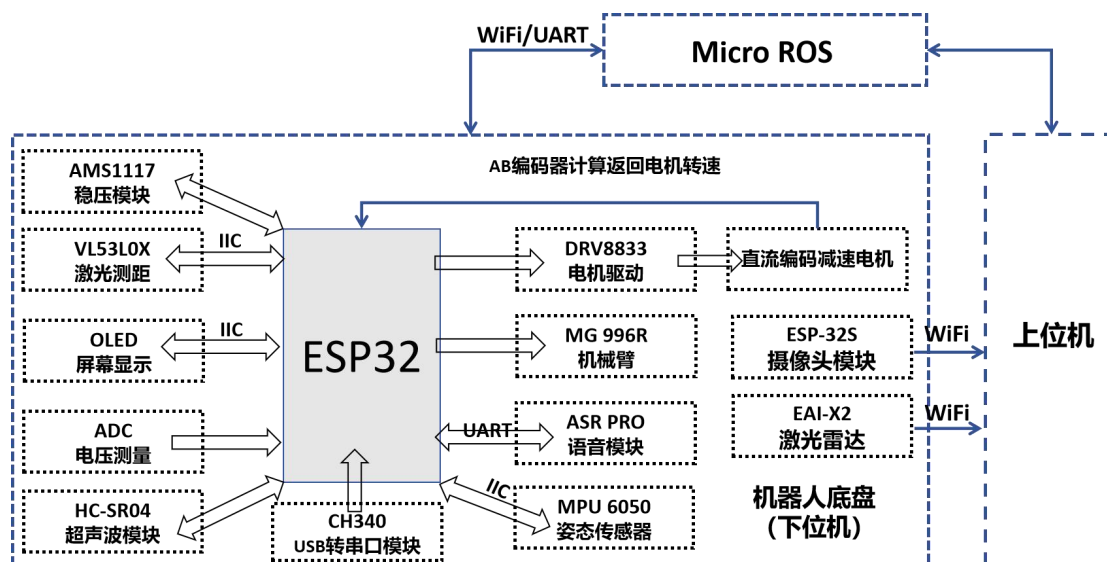 WiFi/UART
Micro ROS
AB编码器计算返回电机转速
AMS1117
稳压模块
VL53L0X
激光测距
IIC
OLED
屏幕显示
IIC
ADC
电压测量
HC-SR04
超声波模块
ESP32
CH340
USB转串口模块
DRV8833
电机驱动
直流编码减速电机
MG 996R
机械臂
UART
ASR PRO
语音模块
IIC
MPU 6050
姿态传感器
ESP-32S
摄像头模块
WiFi
EAI-X2
激光雷达
WiFi
机器人底盘
（下位机）
上位机